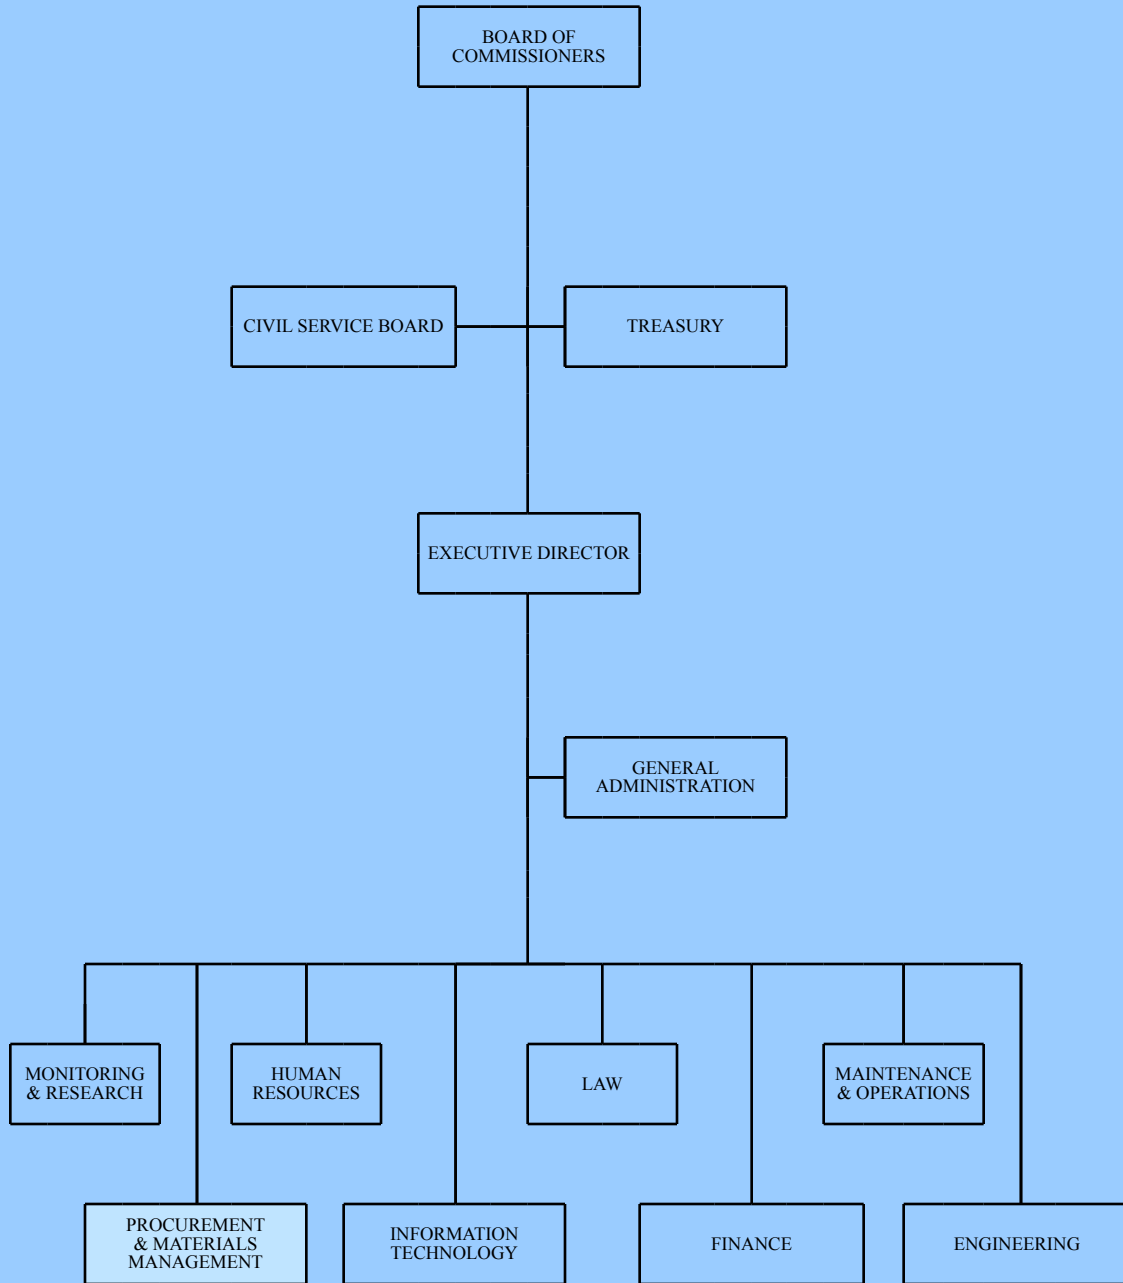 BOARD OF
COMMISSIONERS
CIVIL SERVICE BOARD
TREASURY
EXECUTIVE DIRECTOR
GENERAL
ADMINISTRATION
MONITORING
& RESEARCH
HUMAN
RESOURCES
LAW
MAINTENANCE
& OPERATIONS
PROCUREMENT
& MATERIALS
MANAGEMENT
INFORMATION
TECHNOLOGY
FINANCE
ENGINEERING